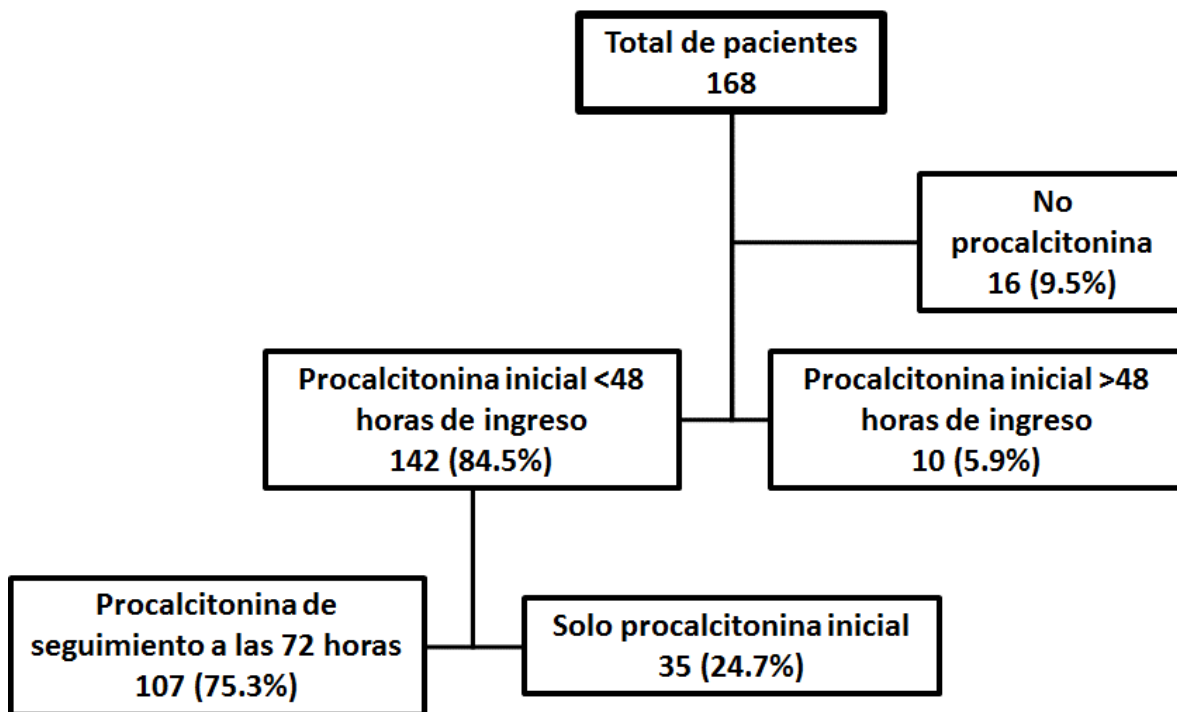 Total de pacientes
168
No
procalcitonina
16 (9.5%)
Procalcitonina inicial <48
horas de ingreso
142 (84.5%)
Procalcitonina inicial >48
horas de ingreso
10 (5.9%)
Procalcitonina de
seguimiento a las 72 horas
107 (75.3%)
Solo procalcitonina inicial
35 (24.7%)